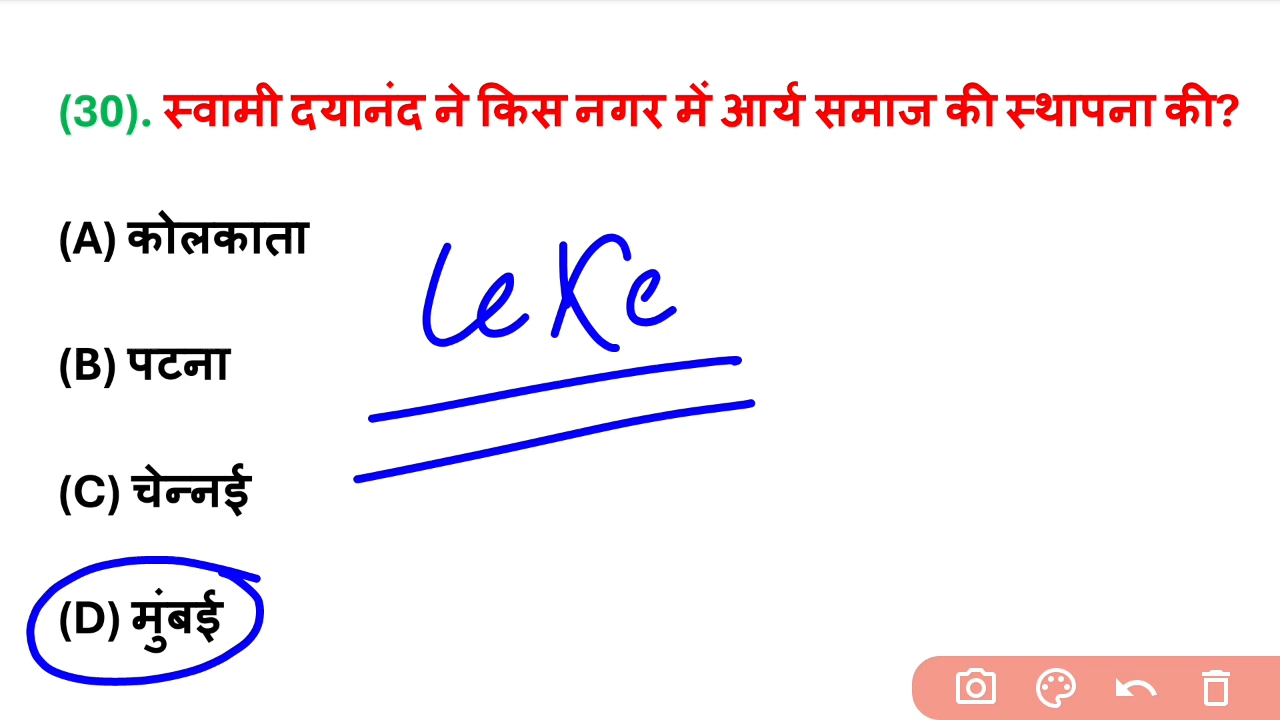 (30). स्वामी दयानंद ने किस नगर में आर्य समाज की स्थापना की?
(A) कोलकाता
(B) पटना
(C) चेन्नई
(D) मुंबई